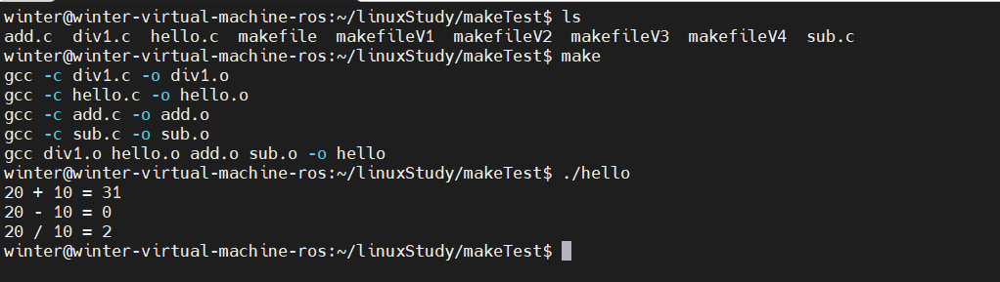 winter@winter-virtual-machine-ros:~/linuxStudy/makeTest$ ls
add.c  div1.c  hello.c  makefile  makefileV1  makefileV2  makefileV3  makefileV4  sub.c
winter@winter-virtual-machine-ros:~/linuxStudy/makeTest$ make
gcc -c div1.c -o div1.o
gcc -c hello.c -o hello.o
gcc -c add.c -o add.o
gcc -c sub.c -o sub.o
gcc div1.o hello.o add.o sub.o -o hello
winter@winter-virtual-machine-ros:~/linuxStudy/makeTest$ ./hello
20 + 10 = 31
20 - 10 = 0
20 / 10 = 2
winter@winter-virtual-machine-ros:~/linuxStudy/makeTest$